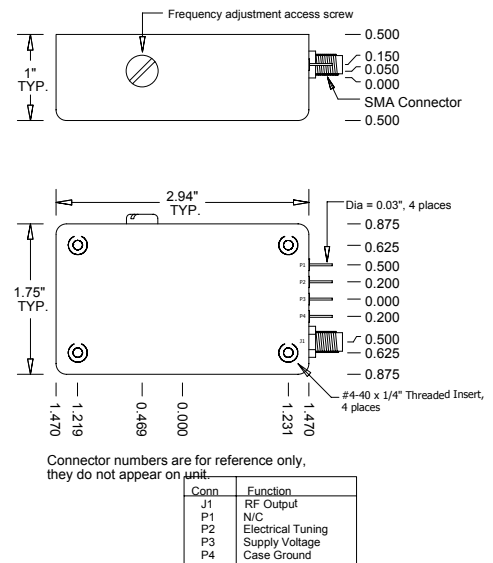 Frequency adjustment access screw
1"
TYP.
0.500
0.150
0.050
0.000
SMA Connector
0.500
2.94"
TYP.
Dia = 0.03", 4 places
0.875
0.625
P1
0.500
P2
0.200
1.75"
TYP.
P3
0.000
P4
0.200
J1
0.500
0.625
0.875
#4-40 x 1/4" Threaded Insert,
4 places
1.470
1.219
0.469
0.000
1.231
1.470
Connector numbers are for reference only,
they do not appear on unit.
Conn Function
J1 RF Output
P1 N/C
P2 Electrical Tuning
P3 Supply Voltage
P4 Case Ground